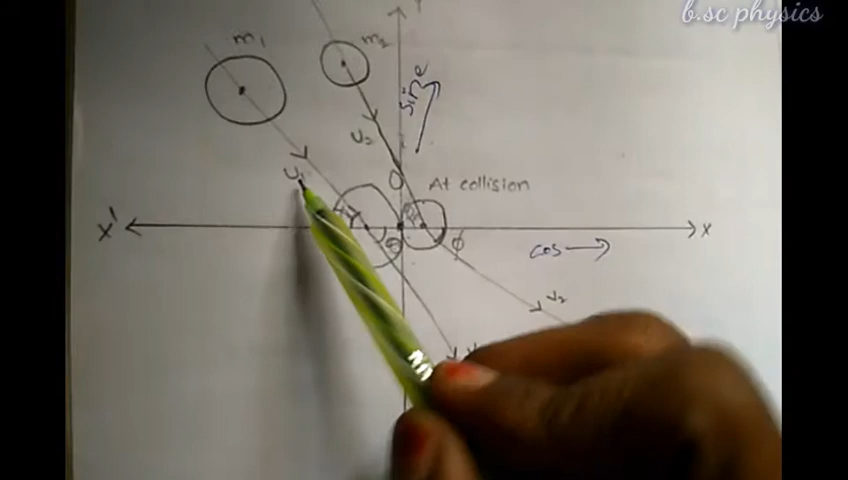 b.sc physics
m₁
m₂
sine
U₂
U₁
At collision
X'
X
θ
φ
cos
V₂